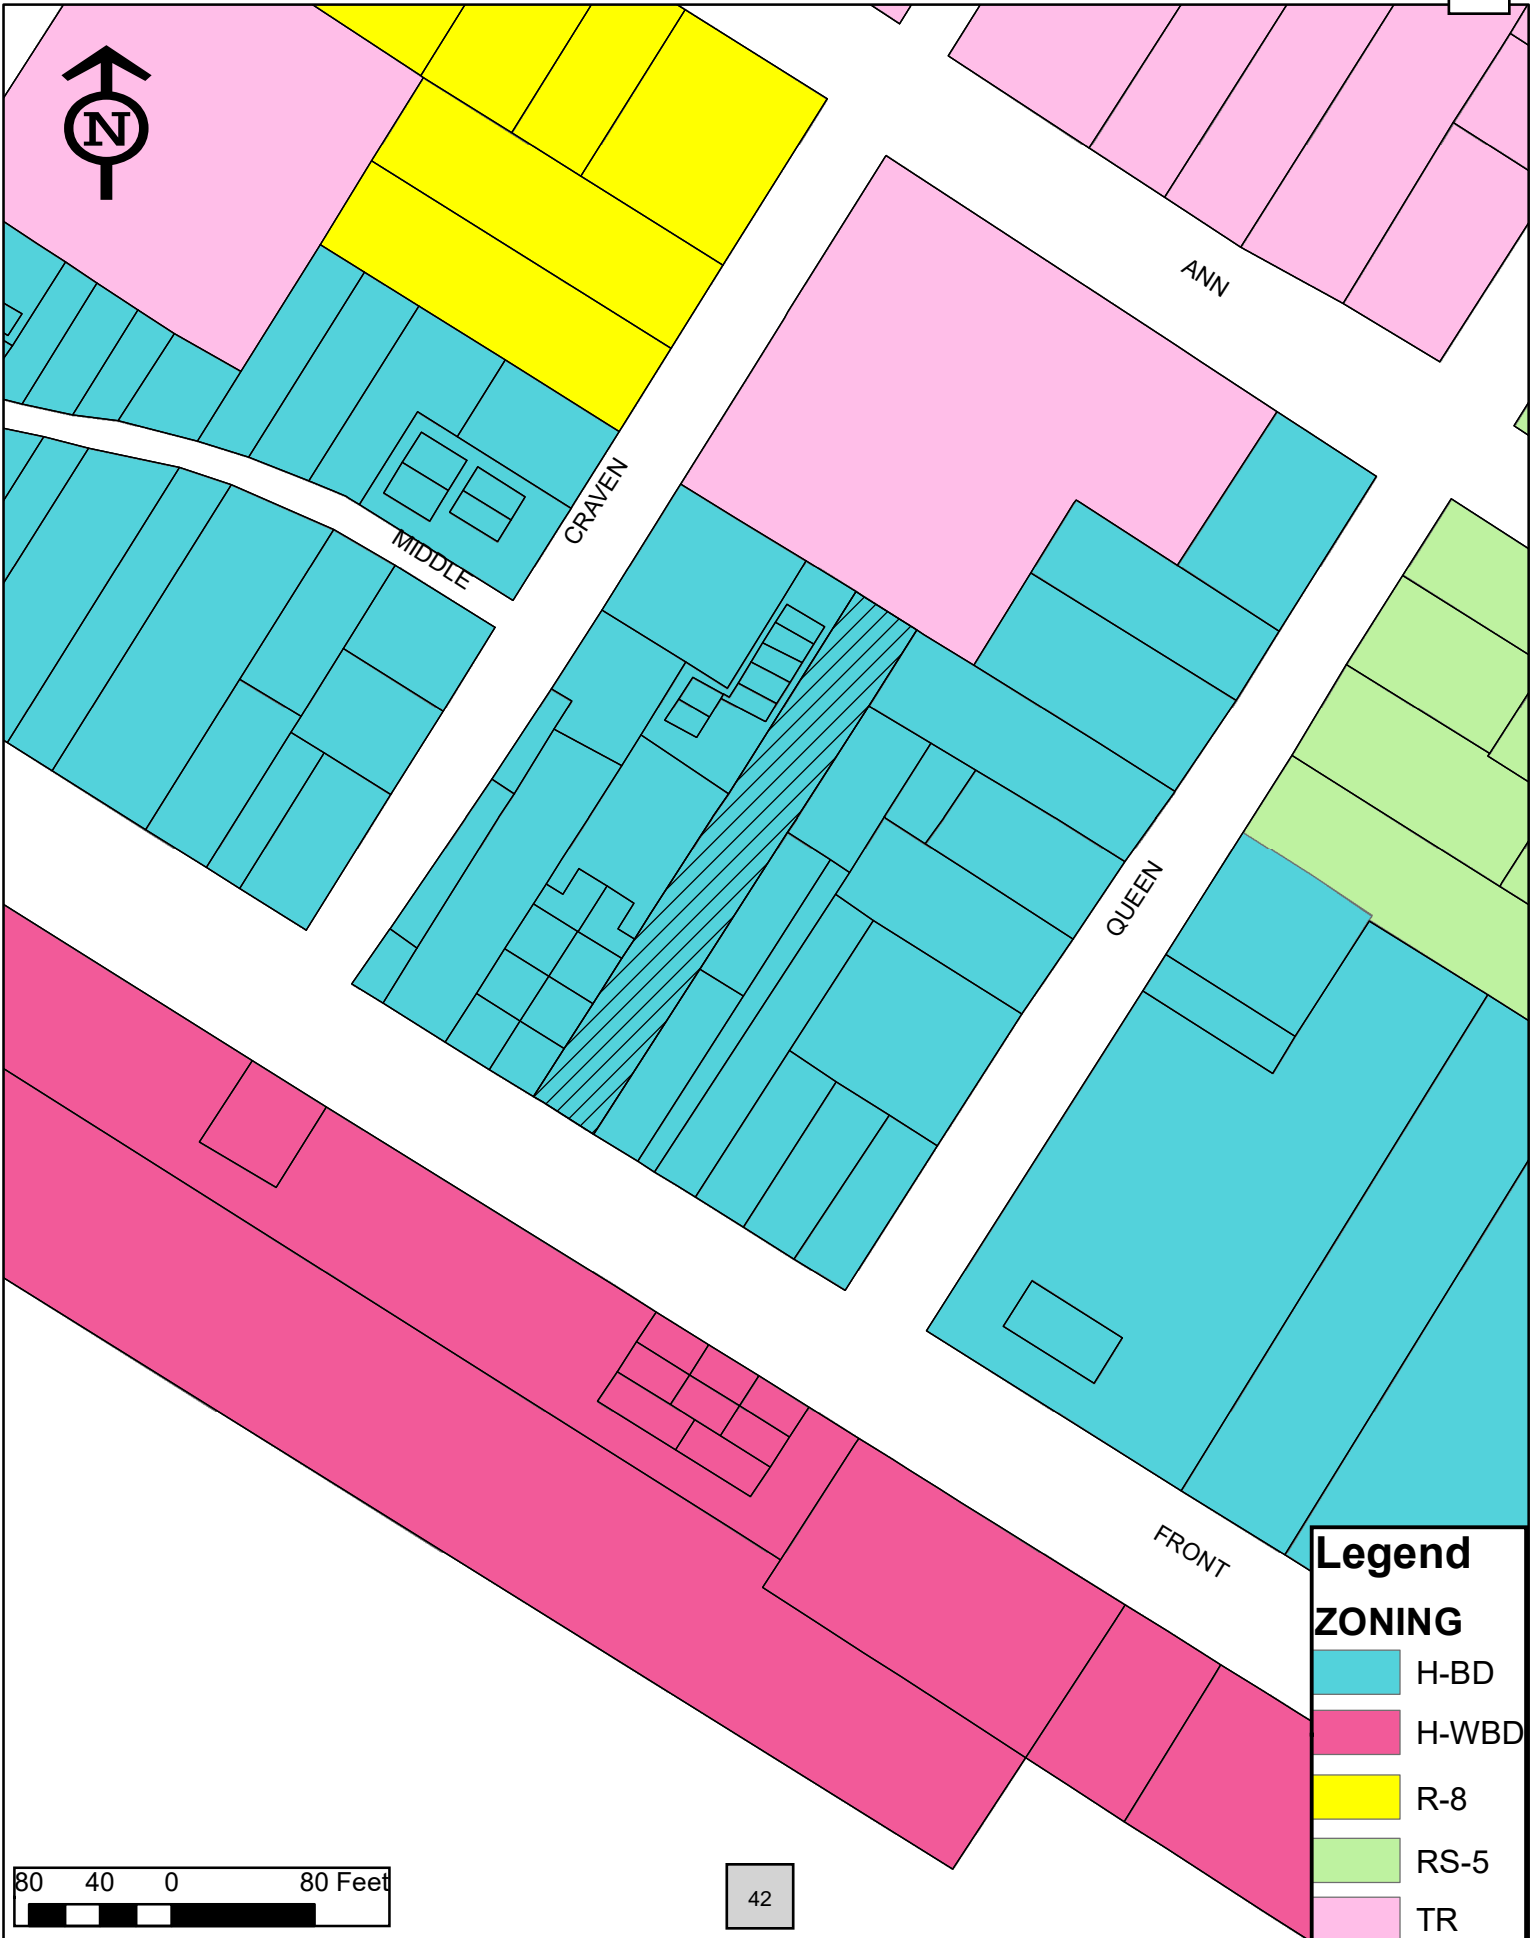 N
ANN
CRAVEN
MIDDLE
QUEEN
FRONT
Legend
ZONING
H-BD
H-WBD
R-8
RS-5
TR
80 40 0 80 Feet
42